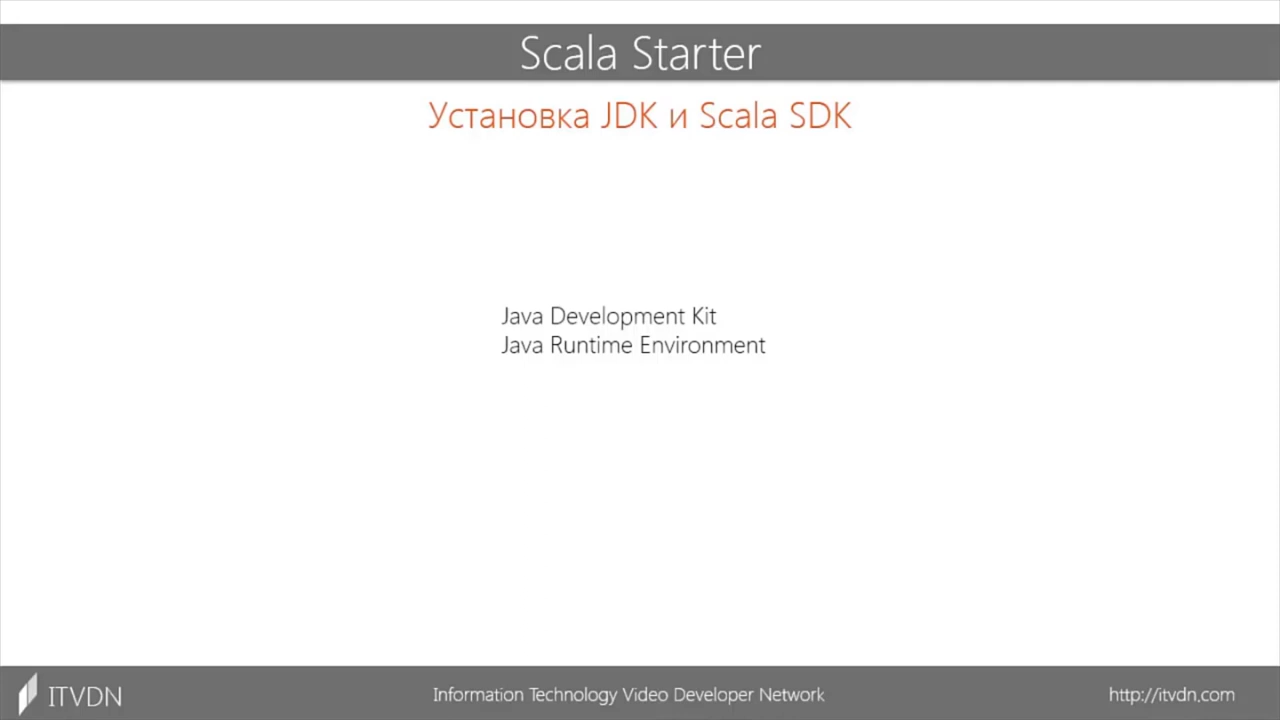 Scala Starter
Установка JDK и Scala SDK
Java Development Kit
Java Runtime Environment
ITVDN
Information Technology Video Developer Network
http://itvdn.com